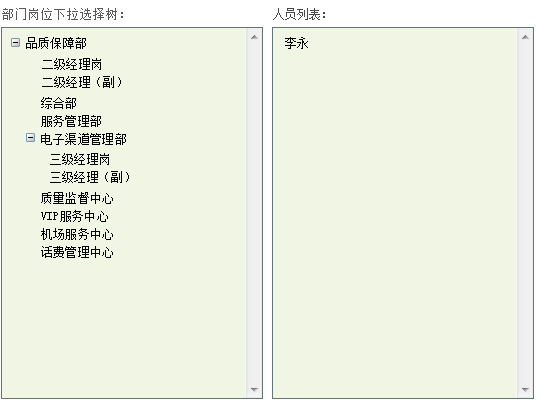 部门岗位下拉选择树：
品质保障部
二级经理岗
二级经理（副）
综合部
服务管理部
电子渠道管理部
三级经理岗
三级经理（副）
质量监督中心
VIP服务中心
机场服务中心
话费管理中心
人员列表：
李永